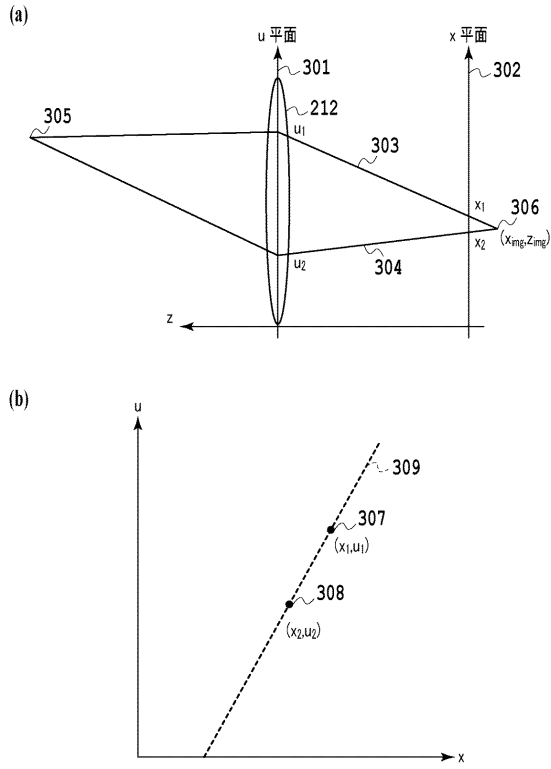 (a)
u 平面
x 平面
301
302
212
305
u1
303
x1
306
x2
(ximg,zimg)
304
u2
z
(b)
u
309
307
(x1,u1)
308
(x2,u2)
x